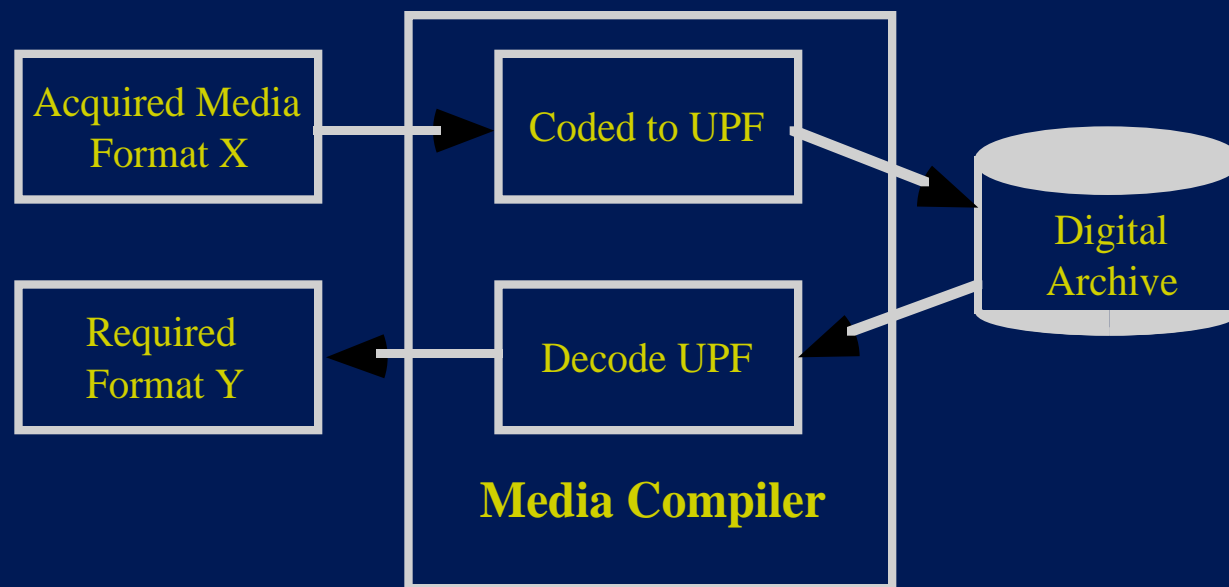 Acquired Media
Format X
Coded to UPF
Digital
Archive
Required
Format Y
Decode UPF
Media Compiler